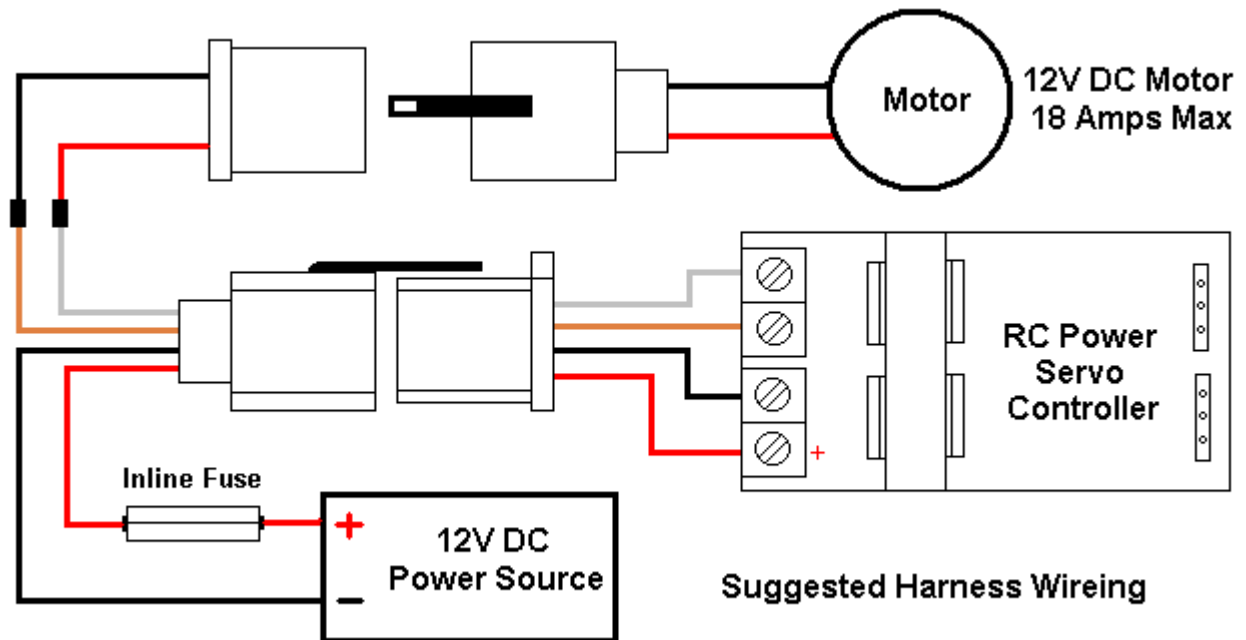 Motor
12V DC Motor
18 Amps Max
RC Power
Servo
Controller
+
Inline Fuse
+
12V DC
Power Source
−
Suggested Harness Wireing